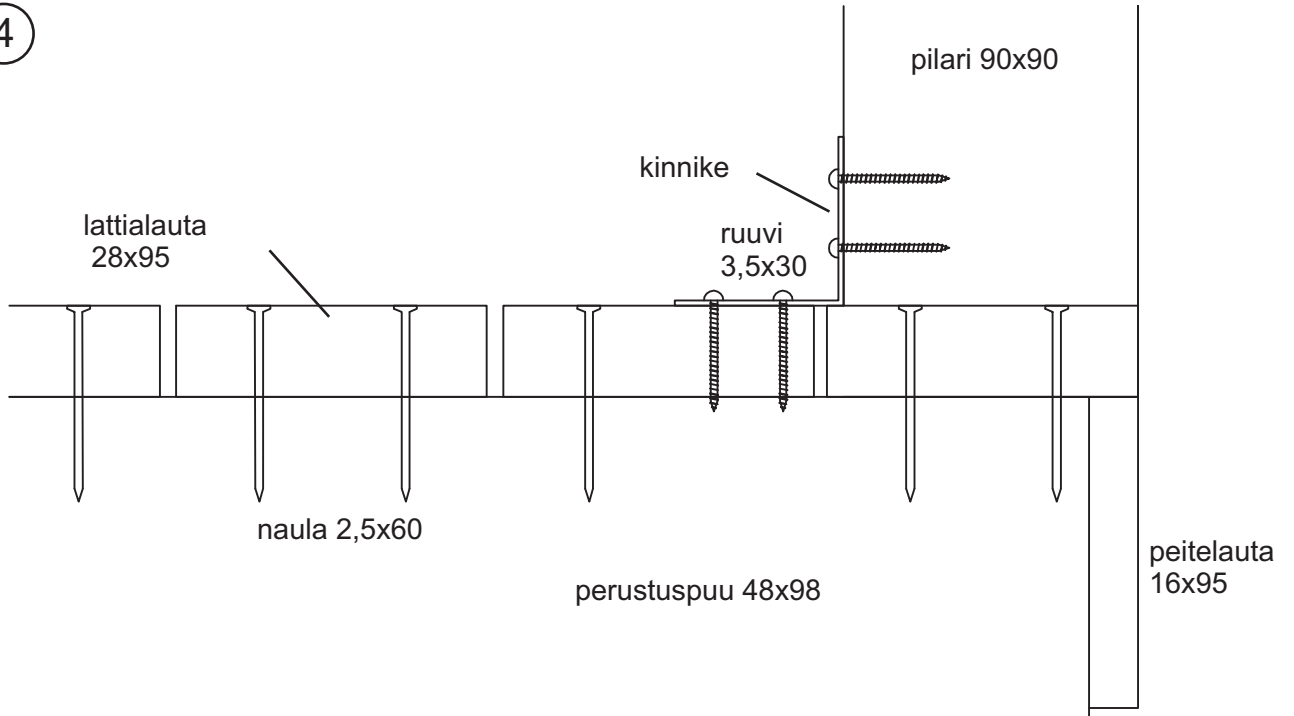 4
pilari 90x90
kinnike
lattialauta
28x95
ruuvi
3,5x30
naula 2,5x60
perustuspuu 48x98
peitelauta
16x95